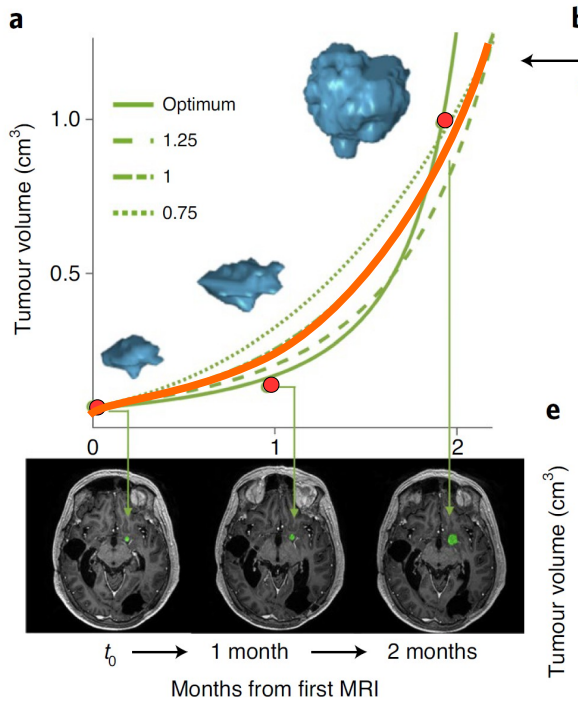 a
b
Optimum
1.25
1
0.75
1.0
0.5
Tumour volume (cm³)
0
1
2
e
Tumour volume (cm³)
t₀
1 month
2 months
Months from first MRI